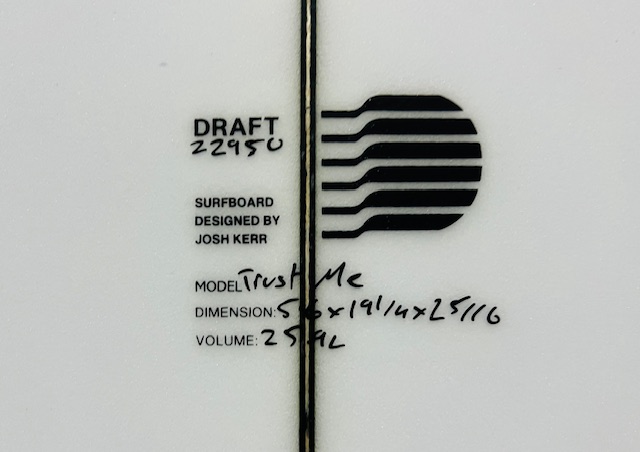 DRAFT
22950
SURFBOARD
DESIGNED BY
JOSH KERR
MODEL Trust Me
DIMENSION: 5'6 x 19 1/4 x 2 5/16
VOLUME: 25.9L